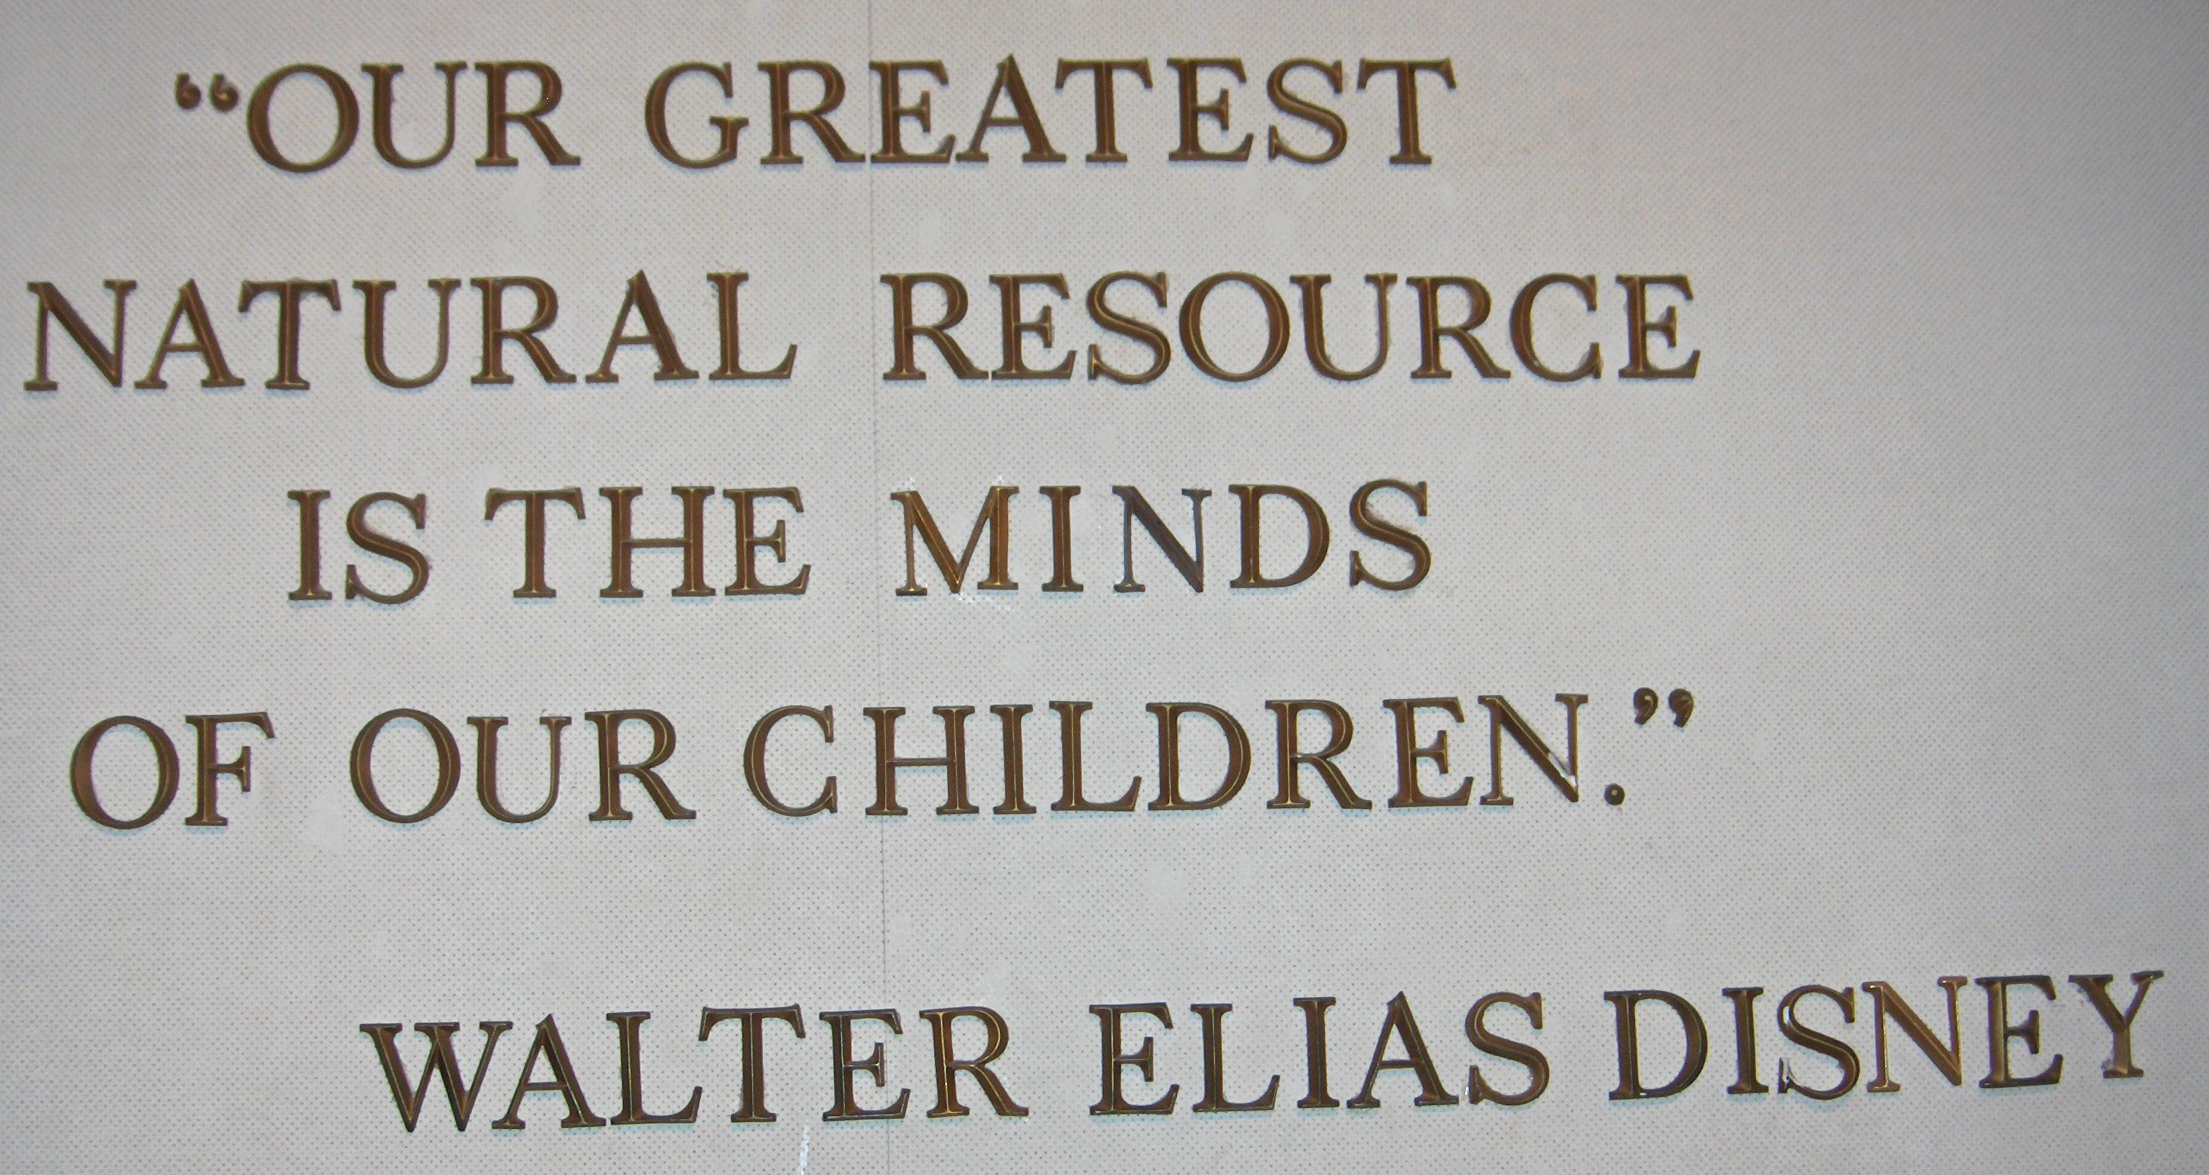 “OUR GREATEST
NATURAL RESOURCE
IS THE MINDS
OF OUR CHILDREN.”
WALTER ELIAS DISNEY